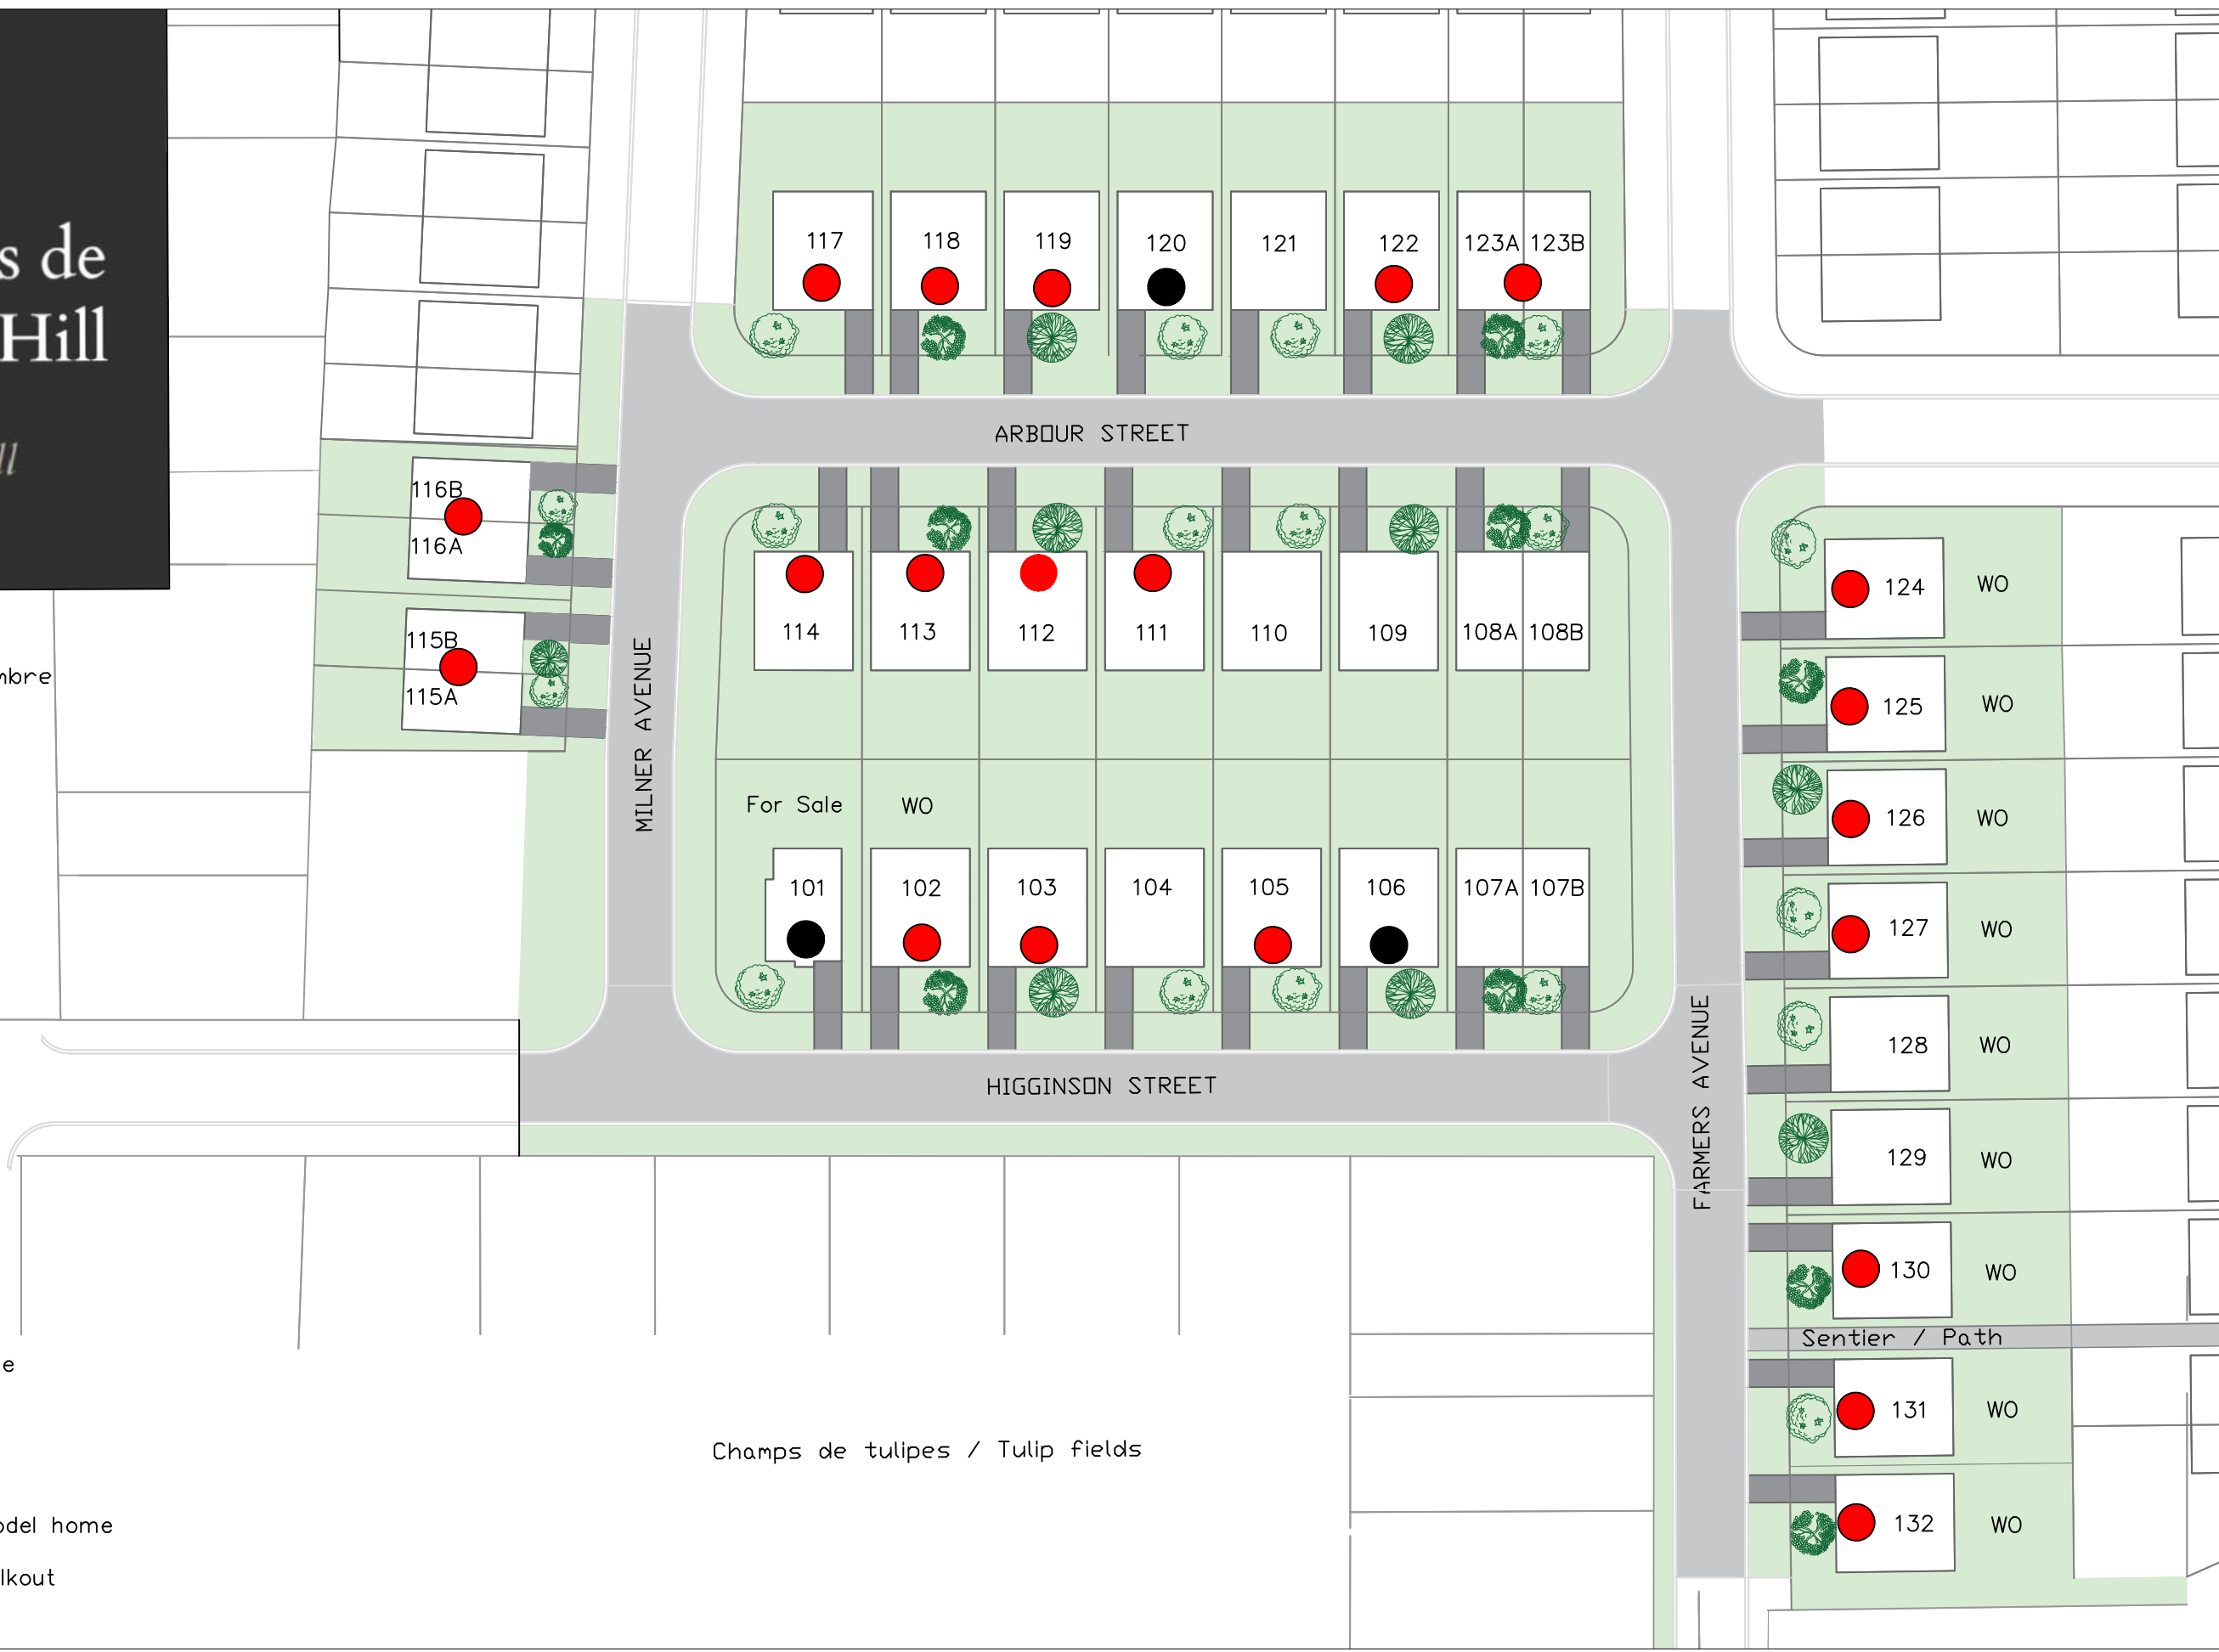 s de
Hill
ll
117
118
119
120
121
122
123A 123B
ARBOUR STREET
116B
116A
115B
115A
114
113
112
111
110
109
108A 108B
MILNER AVENUE
For Sale
WO
101
102
103
104
105
106
107A 107B
HIGGINSON STREET
FARMERS AVENUE
124 WO
125 WO
126 WO
127 WO
128 WO
129 WO
130 WO
Sentier / Path
131 WO
132 WO
mbre
e
Champs de tulipes / Tulip fields
odel home
lkout